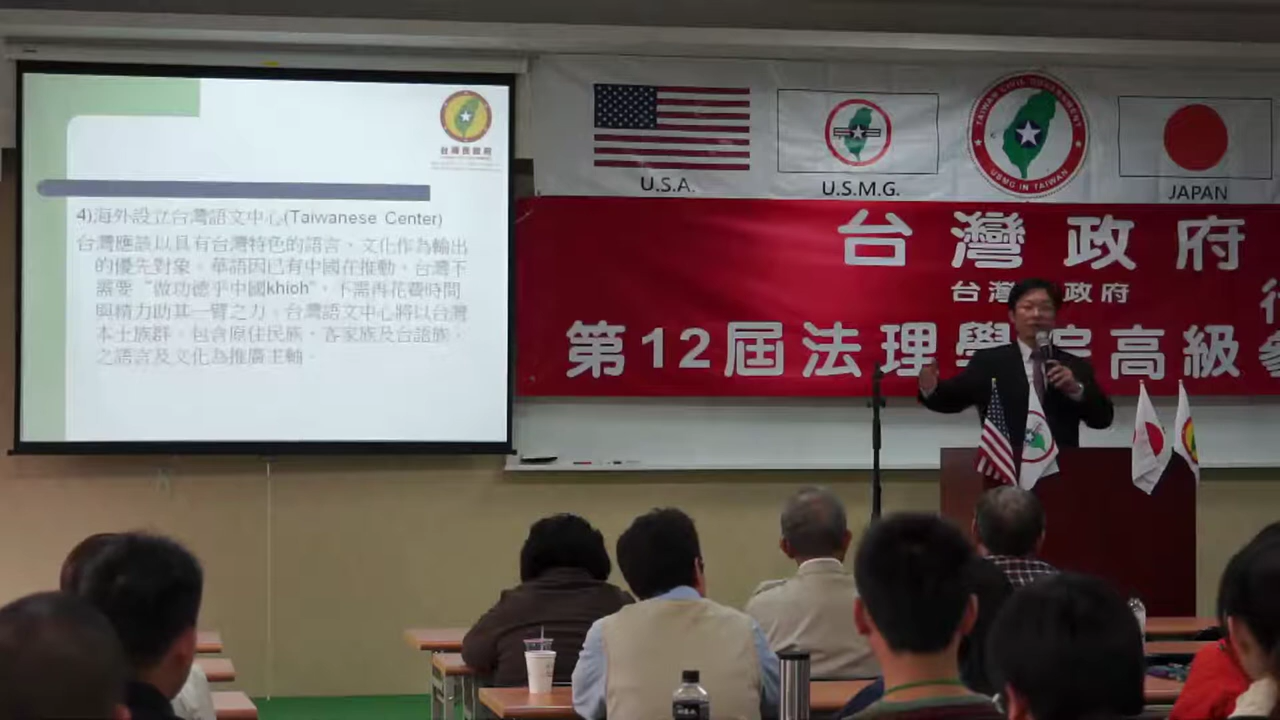 台灣民政府
4)海外設立台灣語文中心(Taiwanese Center)
台灣應該以具有台灣特色的語言、文化作為輸出
的優先對象。華語因已有中國在推動，台灣不
需要“做功德乎中國khioh”，不需再花費時間
與精力助其一臂之力。台灣語文中心將以台灣
本土族群，包含原住民族、客家族及台語族，
之語言及文化為推廣主軸。
U.S.A.
U.S.M.G.
TAIWAN CIVIL GOVERNMENT
USMG IN TAIWAN
JAPAN
台灣政府
台灣 政府
第12屆法理學院高級
U.S.A